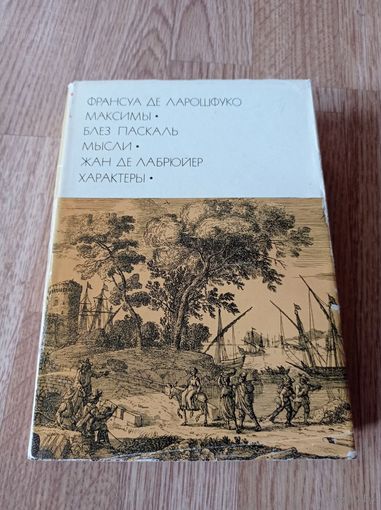 ФРАНСУА ДЕ ЛАРОШФУКО
МАКСИМЫ •
БЛЕЗ ПАСКАЛЬ
МЫСЛИ •
ЖАН ДЕ ЛАБРЮЙЕР
ХАРАКТЕРЫ •